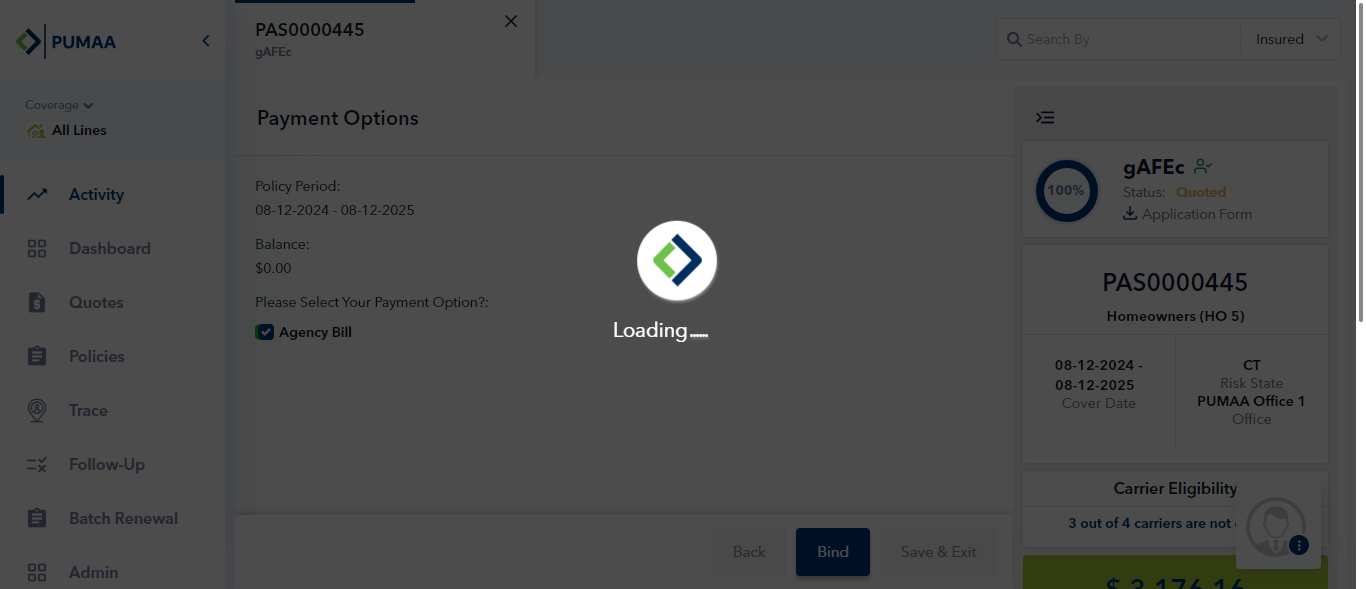 PUMAA
Coverage
All Lines
Activity
Dashboard
Quotes
Policies
Trace
Follow-Up
Batch Renewal
Admin
PAS0000445
gAFEc
Search By
Insured
Payment Options
Policy Period:
08-12-2024 - 08-12-2025
Balance:
$0.00
Please Select Your Payment Option?:
Agency Bill
Loading......
Back
Bind
Save & Exit
100%
gAFEc
Status: Quoted
Application Form
PAS0000445
Homeowners (HO 5)
08-12-2024 -
08-12-2025
Cover Date
CT
Risk State
PUMAA Office 1
Office
Carrier Eligibility
3 out of 4 carriers are not
$ 3,176.16